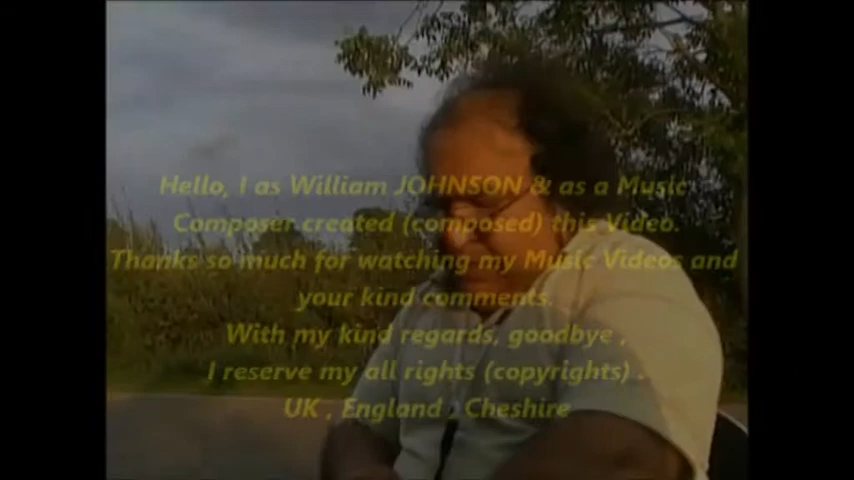 Hello, I as William JOHNSON & as a Music
Composer created (composed) this Video.
Thanks so much for watching my Music Videos and
your kind comments.
With my kind regards, goodbye ,
I reserve my all rights (copyrights) .
UK , England , Cheshire